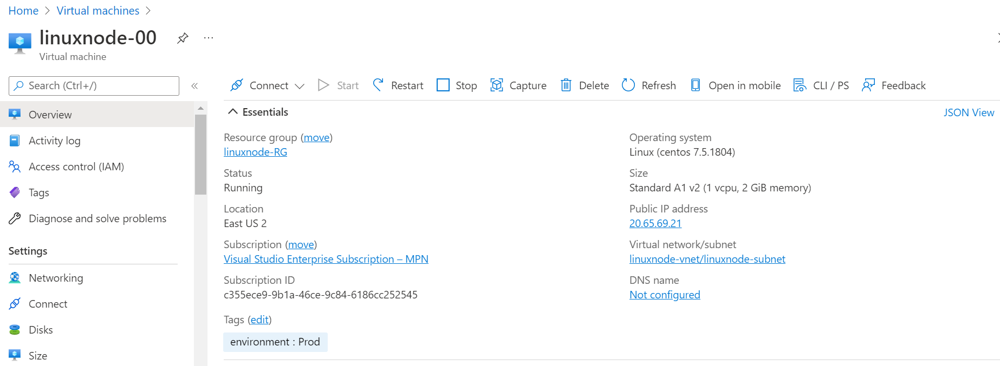 Home > Virtual machines >
linuxnode-00 ...
Virtual machine
Search (Ctrl+/) «
Connect Start Restart Stop Capture Delete Refresh Open in mobile CLI / PS Feedback
Overview
Activity log
Access control (IAM)
Tags
Diagnose and solve problems
Settings
Networking
Connect
Disks
Size
Essentials
JSON View
Resource group (move)
linuxnode-RG
Status
Running
Location
East US 2
Subscription (move)
Visual Studio Enterprise Subscription – MPN
Subscription ID
c355ece9-9b1a-46ce-9c84-6186cc252545
Operating system
Linux (centos 7.5.1804)
Size
Standard A1 v2 (1 vcpu, 2 GiB memory)
Public IP address
20.65.69.21
Virtual network/subnet
linuxnode-vnet/linuxnode-subnet
DNS name
Not configured
Tags (edit)
environment : Prod